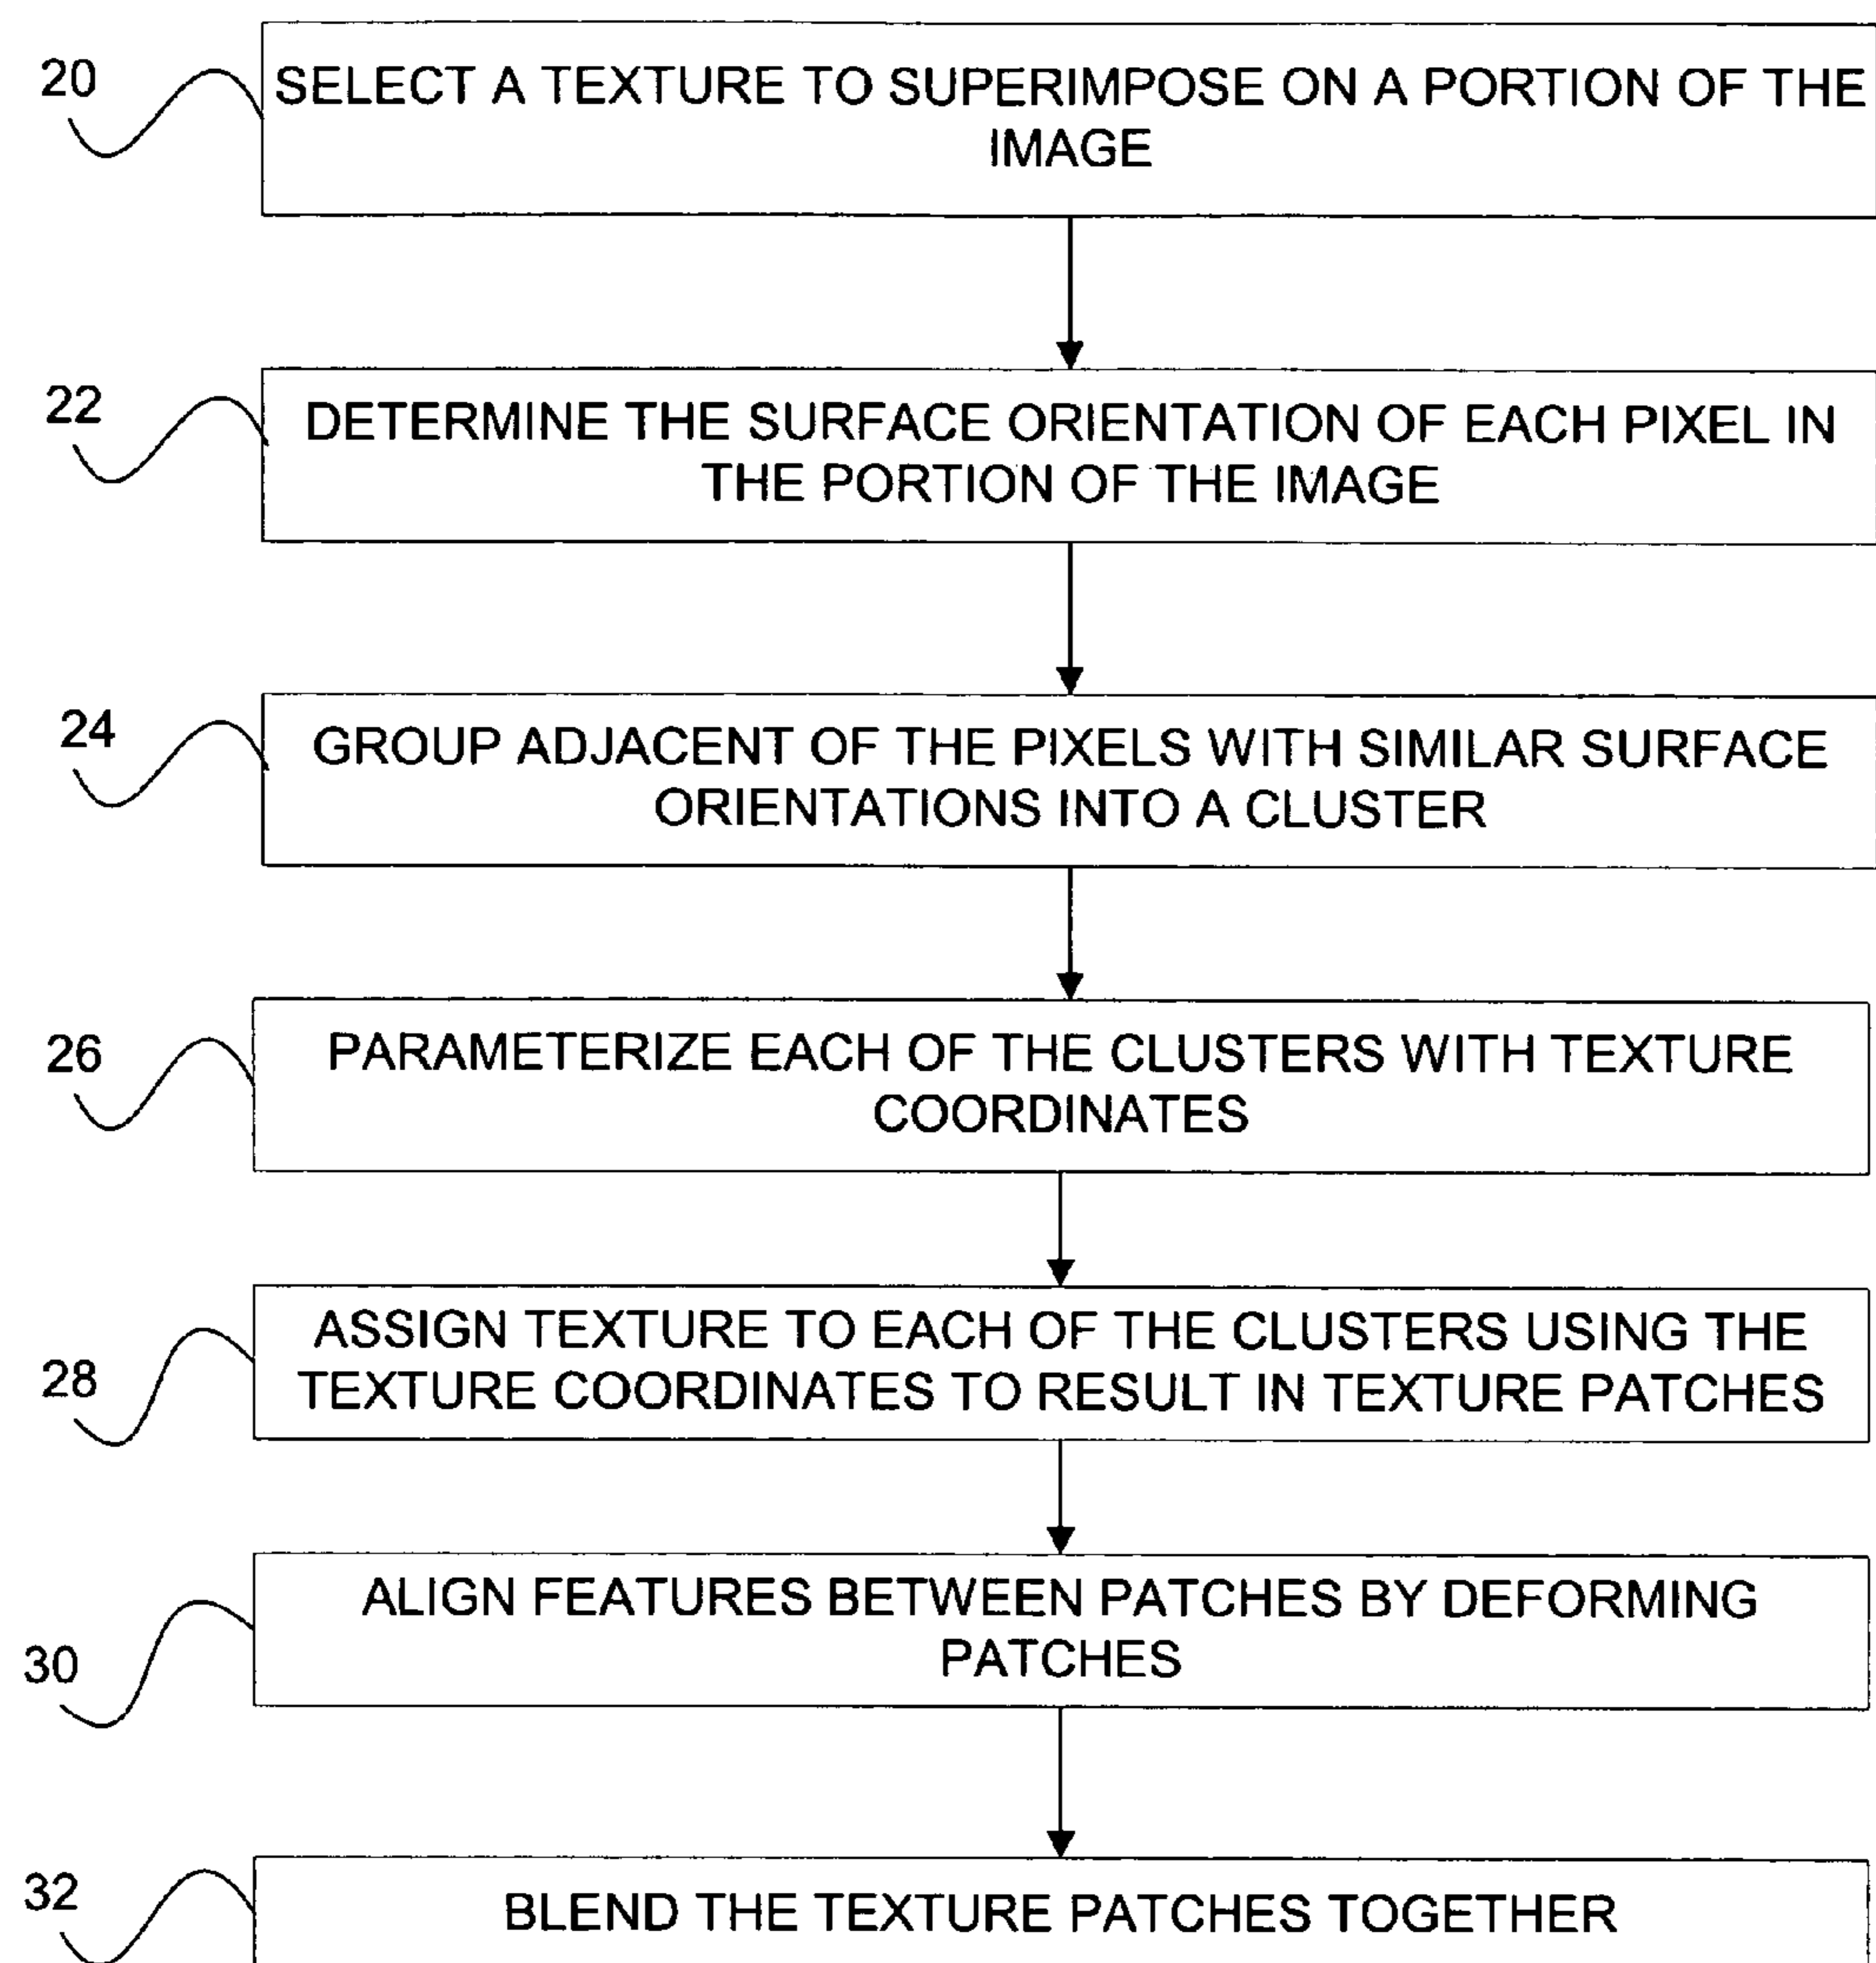 20
SELECT A TEXTURE TO SUPERIMPOSE ON A PORTION OF THE
IMAGE
22
DETERMINE THE SURFACE ORIENTATION OF EACH PIXEL IN
THE PORTION OF THE IMAGE
24
GROUP ADJACENT OF THE PIXELS WITH SIMILAR SURFACE
ORIENTATIONS INTO A CLUSTER
26
PARAMETERIZE EACH OF THE CLUSTERS WITH TEXTURE
COORDINATES
28
ASSIGN TEXTURE TO EACH OF THE CLUSTERS USING THE
TEXTURE COORDINATES TO RESULT IN TEXTURE PATCHES
30
ALIGN FEATURES BETWEEN PATCHES BY DEFORMING
PATCHES
32
BLEND THE TEXTURE PATCHES TOGETHER